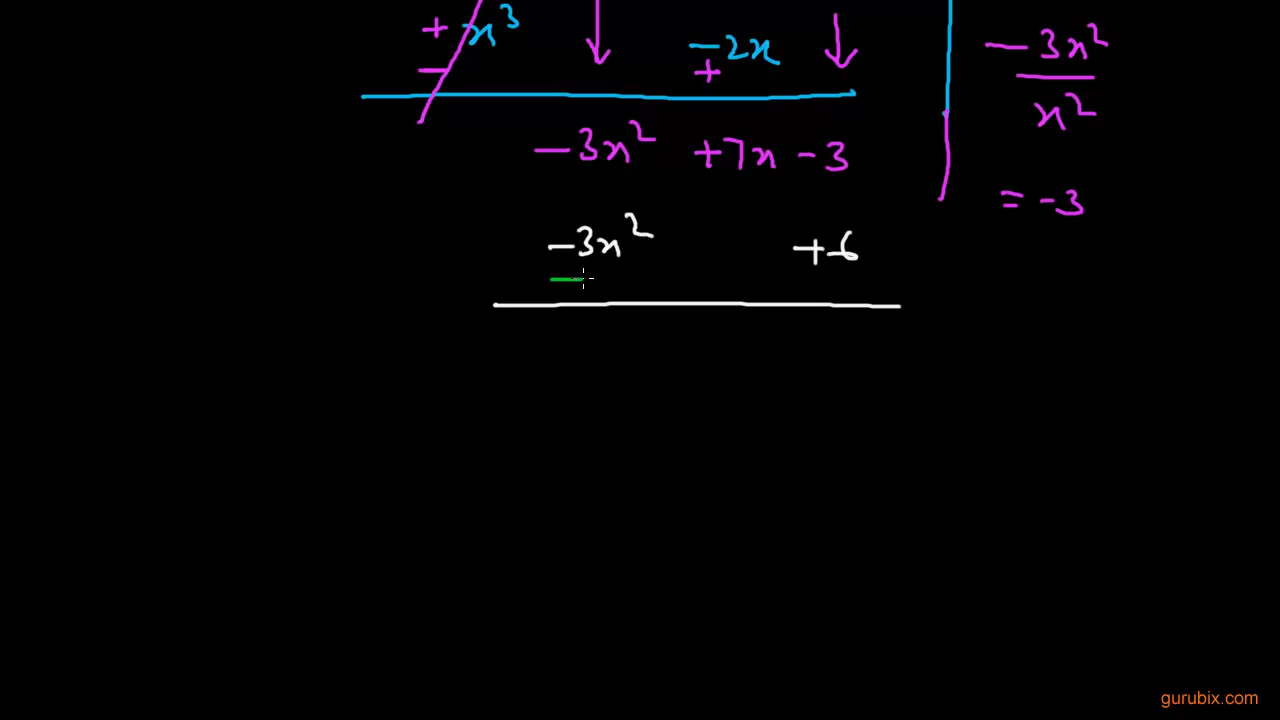 + x³ -2x
- +
-3x² +7x -3
-3x² +6
-
-3x²
x²
= -3
gurubix.com